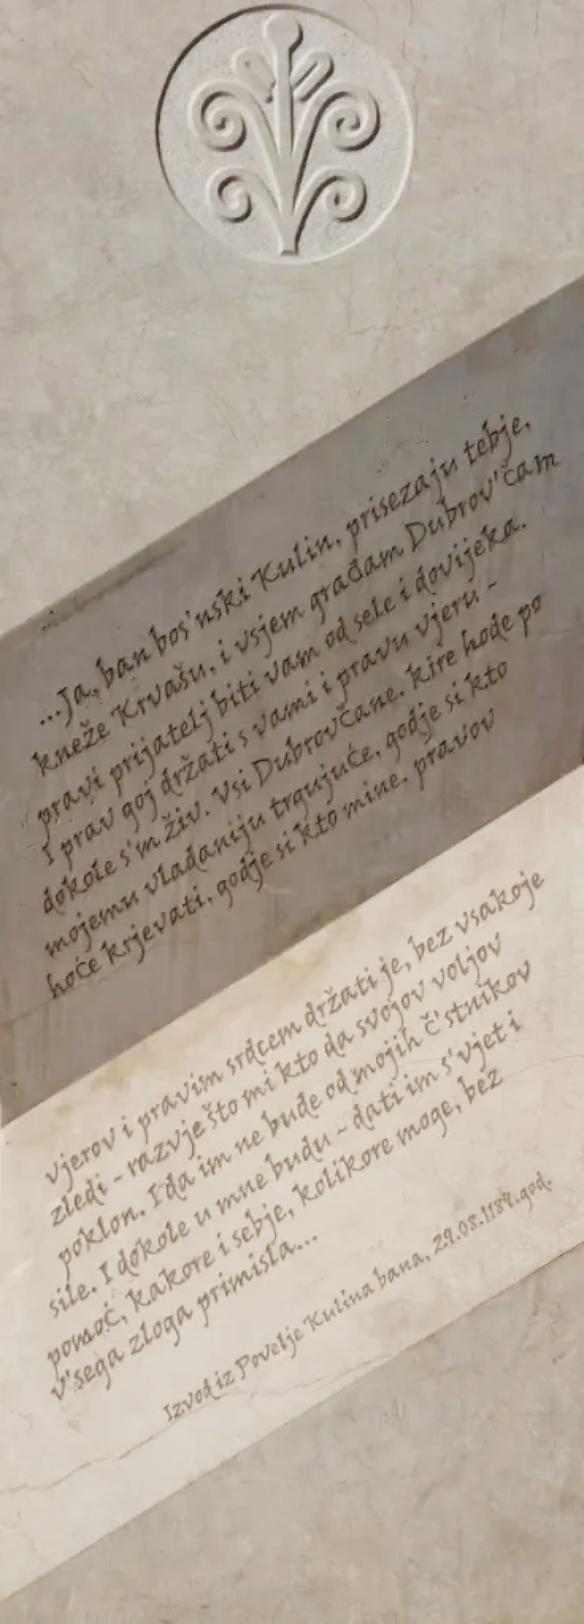 ...Ja, ban bos'nski Kulin, prisezaju tebje,
kneže Krvašu, i vsjem građam Dubrov'čam
pravi prijatelj biti vam od sele i dovijeka.
I prav goj držati s vami i pravu vjeru -
dokole s'm živ. Vsi Dubrovčane, kire hode po
mojemu vladaniju trgujuće, godje si kto
hoće krjevati, godje si kto mine, pravov
vjerov i pravim srdcem držati je, bez vsakoje
zledi - razvje što mi kto da svojov voljov
poklon. I da im ne bude od mojih č'stnikov
sile. I dokole u mne budu - dati im s'vjet i
pomoć, kakore i sebje, kolikore moge, bez
v'sega zloga primisla...
Izvod iz Povelje Kulina bana, 29.08.1189.god.